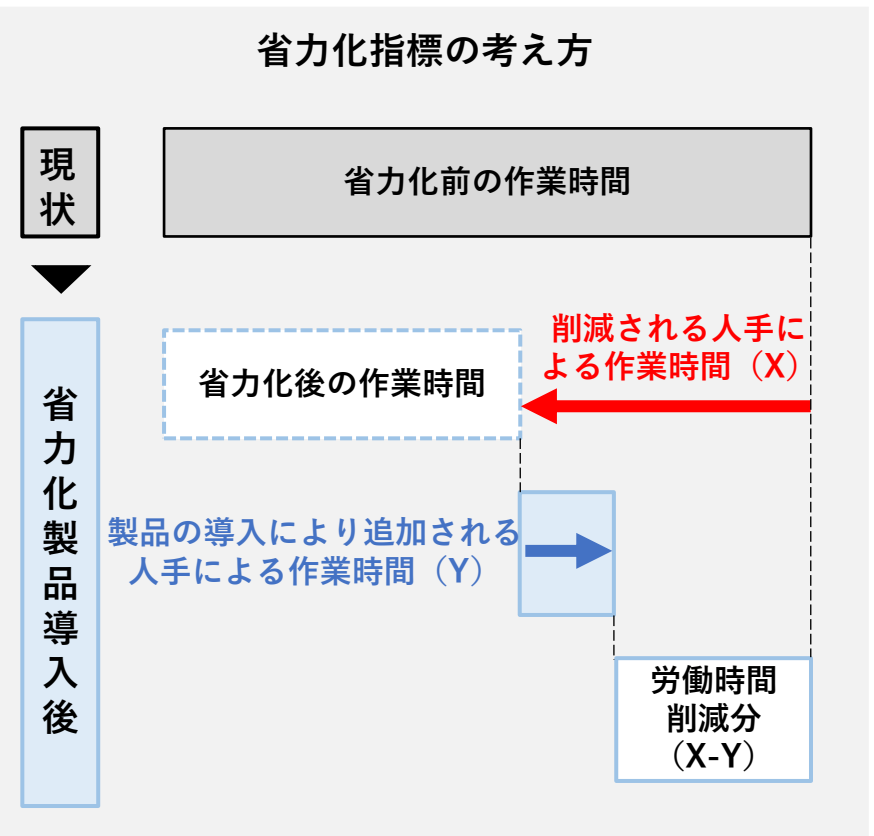 省力化指標の考え方
現状
省力化前の作業時間
削減される人手に
よる作業時間（X）
省力化後の作業時間
省力化製品導入後
製品の導入により追加される
人手による作業時間（Y）
労働時間
削減分
（X-Y）